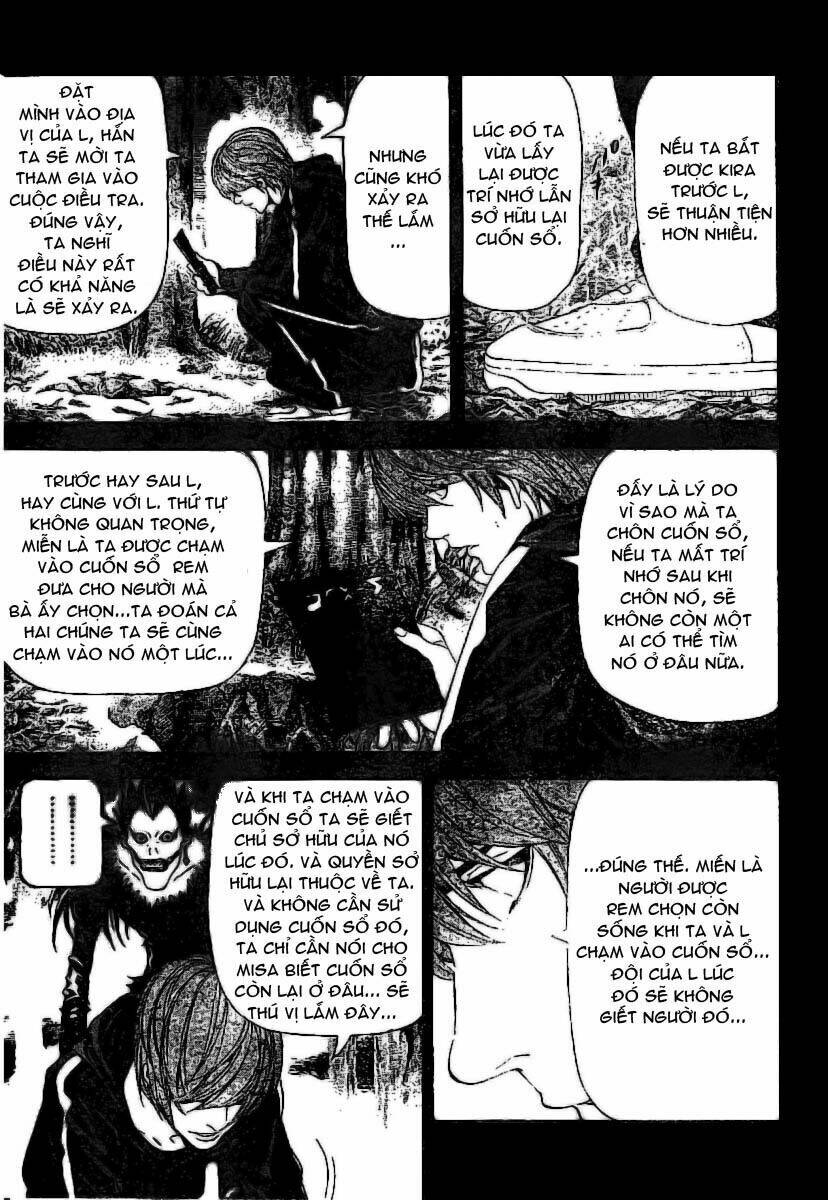 NẾU TA BẮT
ĐƯỢC KIRA
TRƯỚC L,
SẼ THUẬN TIỆN
HƠN NHIỀU.
LÚC ĐÓ TA
VỪA LẤY
LẠI ĐƯỢC
TRÍ NHỚ LẪN
SỞ HỮU LẠI
CUỐN SỔ.
NHƯNG
CŨNG KHÓ
XẢY RA
THẾ LẮM
...
ĐẶT
MÌNH VÀO ĐỊA
VỊ CỦA L, HẮN
TA SẼ MỜI TA
THAM GIA VÀO
CUỘC ĐIỀU TRA.
ĐÚNG VẬY,
TA NGHĨ
ĐIỀU NÀY RẤT
CÓ KHẢ NĂNG
LÀ SẼ XẢY RA.
ĐẤY LÀ LÝ DO
VÌ SAO MÀ TA
CHÔN CUỐN SỔ,
NẾU TA MẤT TRÍ
NHỚ SAU KHI
CHÔN NÓ, SẼ
KHÔNG CÒN MỘT
AI CÓ THỂ TÌM
NÓ Ở ĐÂU NỮA.
TRƯỚC HAY SAU L,
HAY CÙNG VỚI L. THỨ TỰ
KHÔNG QUAN TRỌNG,
MIỄN LÀ TA ĐƯỢC CHẠM
VÀO CUỐN SỔ REM
ĐƯA CHO NGƯỜI MÀ
BÀ ẤY CHỌN...TA ĐOÁN CẢ
HAI CHÚNG TA SẼ CÙNG
CHẠM VÀO NÓ MỘT LÚC...
...ĐÚNG THẾ. MIẾN LÀ
NGƯỜI ĐƯỢC
REM CHỌN CÒN
SỐNG KHI TA VÀ L
CHẠM VÀO CUỐN SỔ...
ĐỘI CỦA L LÚC
ĐÓ SẼ KHÔNG
GIẾT NGƯỜI ĐÓ...
VÀ KHI TA CHẠM VÀO
CUỐN SỔ TA SẼ GIẾT
CHỦ SỞ HỮU CỦA NÓ
LÚC ĐÓ. VÀ QUYỀN SỞ
HỮU LẠI THUỘC VỀ TA.
VÀ KHÔNG CẦN SỬ
DỤNG CUỐN SỔ ĐÓ,
TA CHỈ CẦN NÓI CHO
MISA BIẾT CUỐN SỔ
CÒN LẠI Ở ĐÂU... SẼ
THÚ VỊ LẮM ĐÂY...